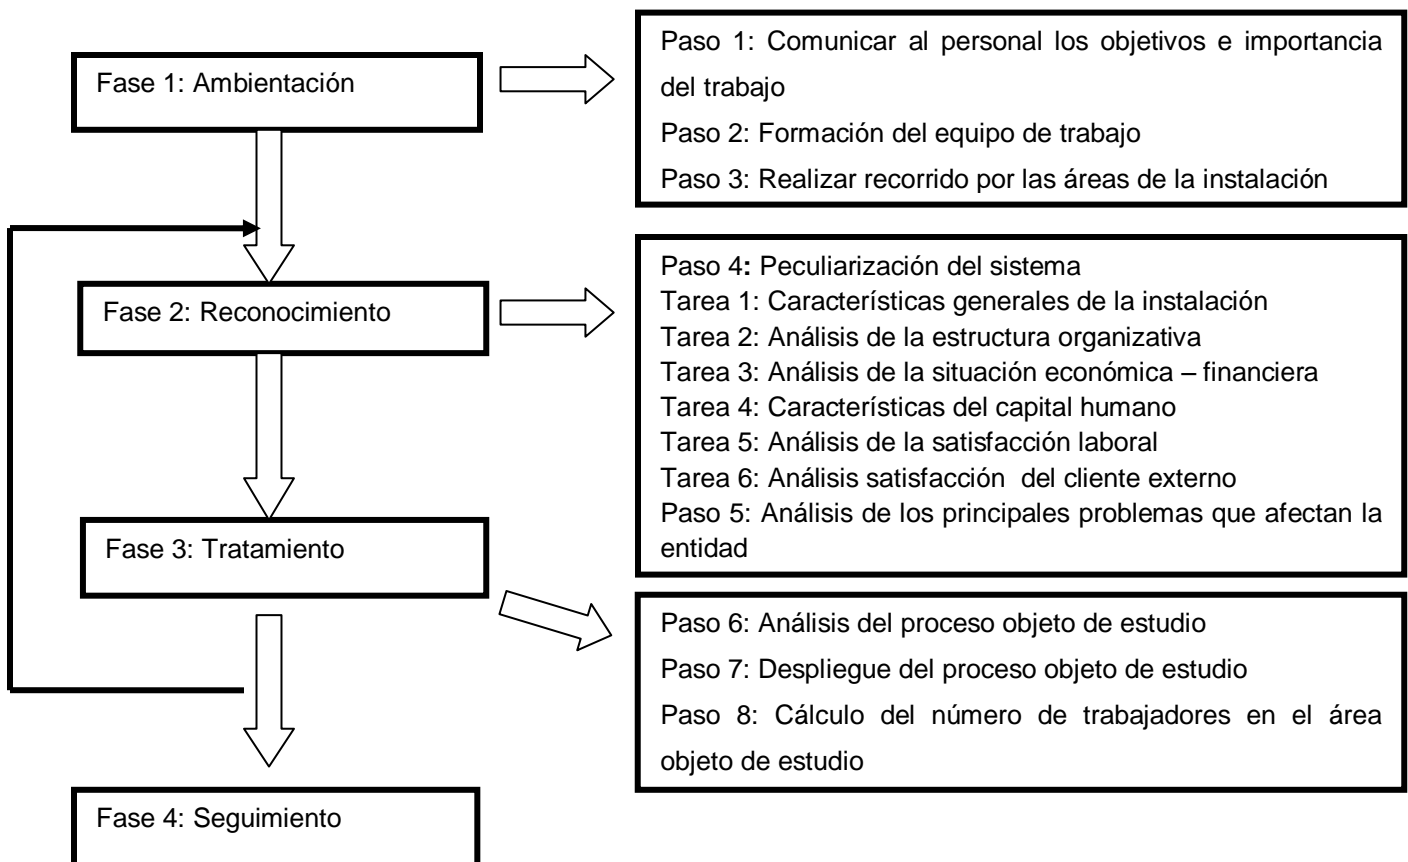 Fase 1: Ambientación
Paso 1: Comunicar al personal los objetivos e importancia
del trabajo
Paso 2: Formación del equipo de trabajo
Paso 3: Realizar recorrido por las áreas de la instalación
Fase 2: Reconocimiento
Paso 4: Peculiarización del sistema
Tarea 1: Característícas generales de la instalación
Tarea 2: Análisis de la estructura organizativa
Tarea 3: Análisis de la situación económica – financiera
Tarea 4: Característícas del capital humano
Tarea 5: Análisis de la satisfacción laboral
Tarea 6: Análisis satisfacción del cliente externo
Paso 5: Análisis de los principales problemas que afectan la
entidad
Fase 3: Tratamiento
Paso 6: Análisis del proceso objeto de estudio
Paso 7: Despliegue del proceso objeto de estudio
Paso 8: Cálculo del número de trabajadores en el área
objeto de estudio
Fase 4: Seguimiento